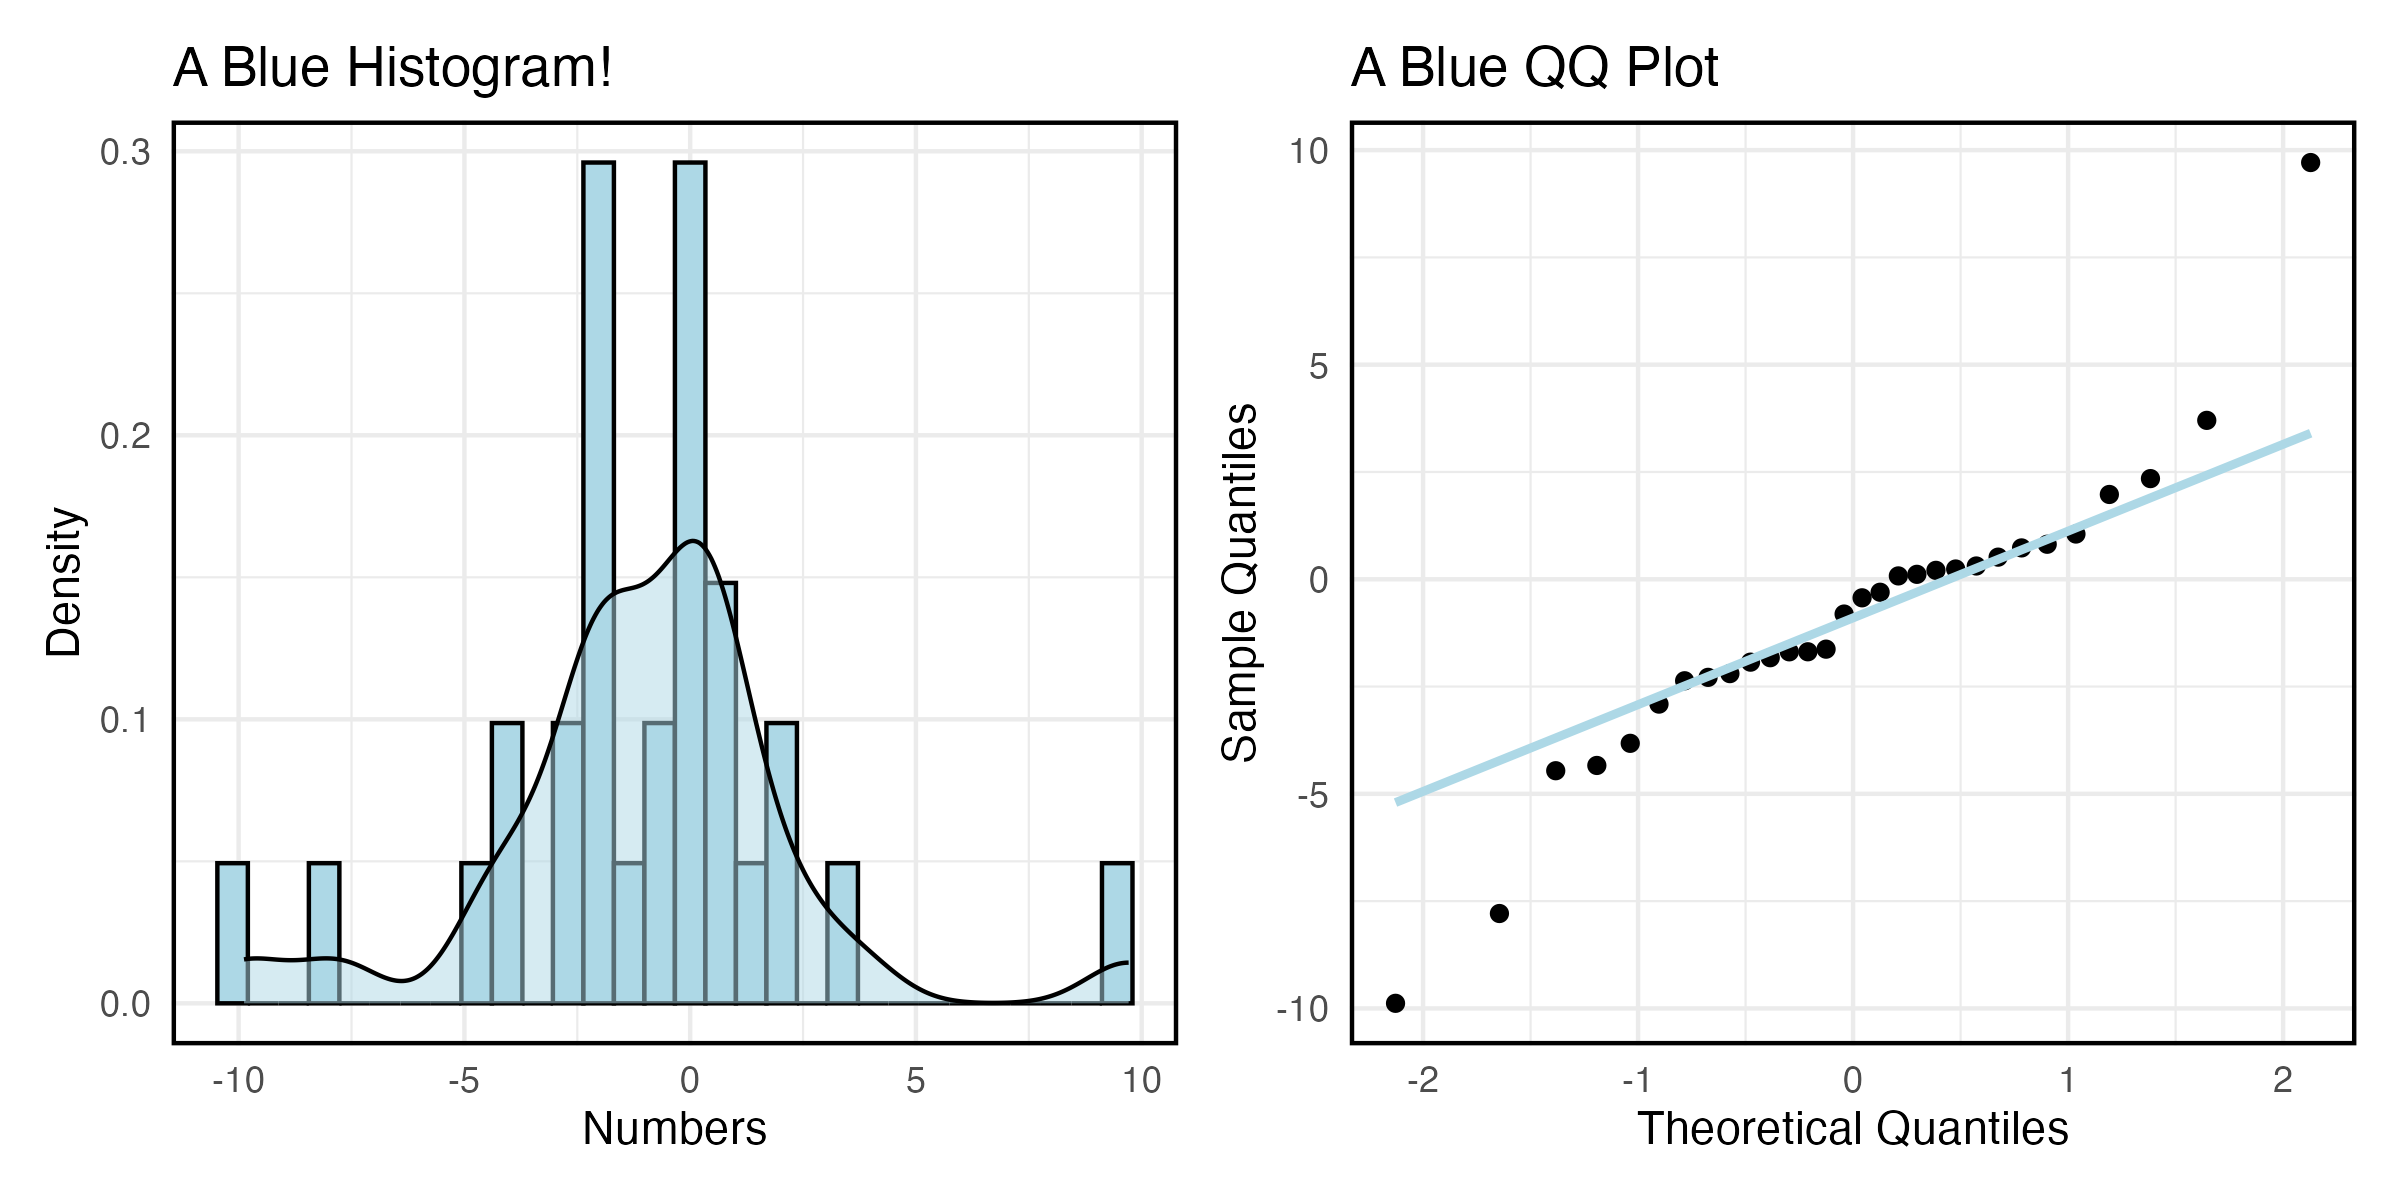 A Blue Histogram!
Density
0.3
0.2
0.1
0.0
-10 -5 0 5 10
Numbers
A Blue QQ Plot
Sample Quantiles
10
5
0
-5
-10
-2 -1 0 1 2
Theoretical Quantiles